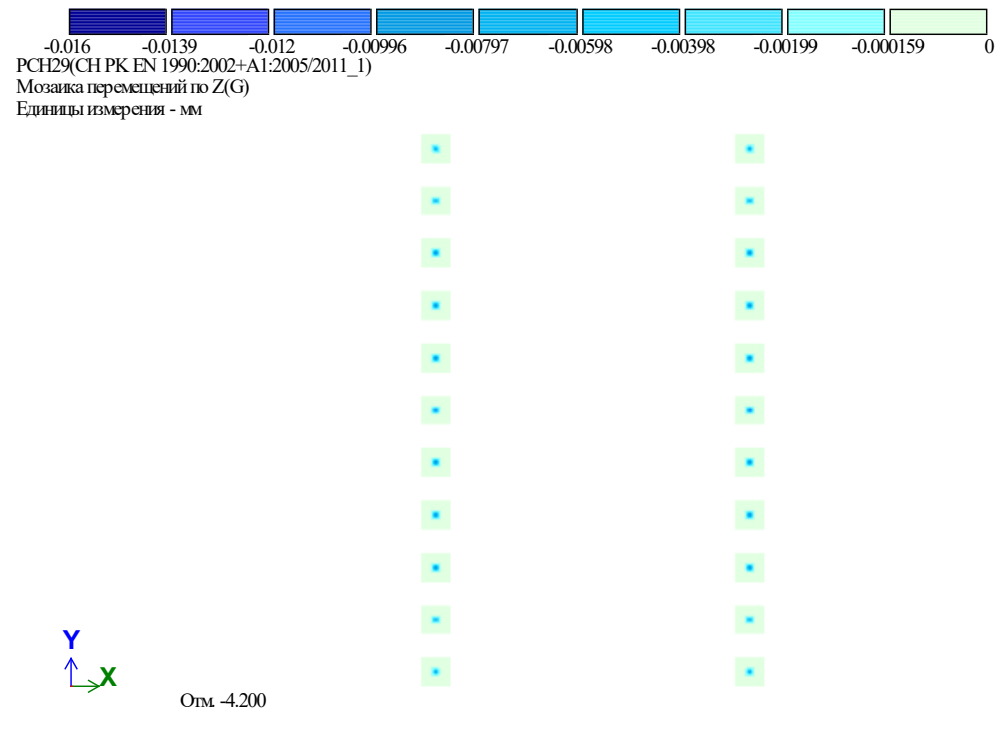 -0.016 -0.0139 -0.012 -0.00996 -0.00797 -0.00598 -0.00398 -0.00199 -0.000159 0
РСН29(СН РК EN 1990:2002+A1:2005/2011_1)
Мозаика перемещений по Z(G)
Единицы измерения - мм
Y
X
Отм. -4.200